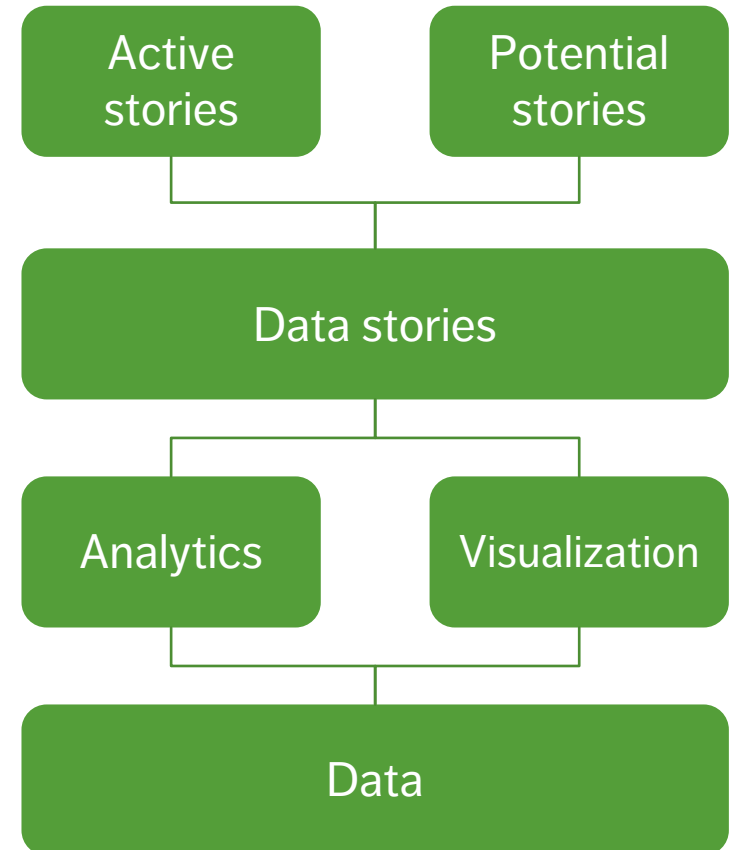 Active
stories
Potential
stories
Data stories
Analytics
Visualization
Data